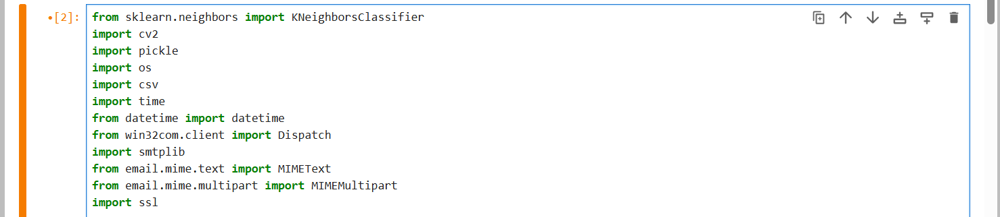 •[2]:
from sklearn.neighbors import KNeighborsClassifier
import cv2
import pickle
import os
import csv
import time
from datetime import datetime
from win32com.client import Dispatch
import smtplib
from email.mime.text import MIMEText
from email.mime.multipart import MIMEMultipart
import ssl